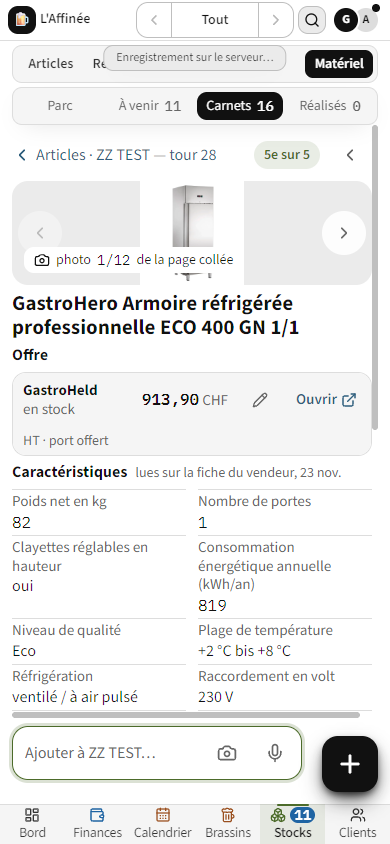 L'Affinée
Tout
G
A
Articles
Enregistrement sur le serveur…
Matériel
Parc
À venir 11
Carnets 16
Réalisés 0
Articles · ZZ TEST — tour 28
5e sur 5
photo 1/12 de la page collée
GastroHero Armoire réfrigérée
professionnelle ECO 400 GN 1/1
Offre
GastroHeld
en stock
913,90 CHF
Ouvrir
HT · port offert
Caractéristiques lues sur la fiche du vendeur, 23 nov.
Poids net en kg
82
Nombre de portes
1
Clayettes réglables en
hauteur
oui
Consommation
énergétique annuelle
(kWh/an)
819
Niveau de qualité
Eco
Plage de température
+2 °C bis +8 °C
Réfrigération
ventilé / à air pulsé
Raccordement en volt
230 V
Ajouter à ZZ TEST…
Bord
Finances
Calendrier
Brassins
11
Stocks
Clients